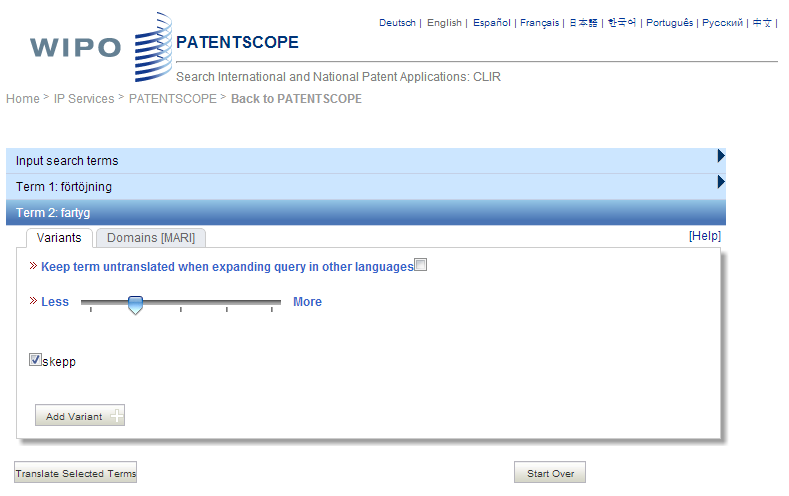 Deutsch | English | Español | Français | 日本語 | 한국어 | Português | Русский | 中文 |
WIPO
PATENTSCOPE
Search International and National Patent Applications: CLIR
Home > IP Services > PATENTSCOPE > Back to PATENTSCOPE
Input search terms
Term 1: förtöjning
Term 2: fartyg
Variants Domains [MARI] [Help]
» Keep term untranslated when expanding query in other languages
» Less More
skepp
Add Variant
Translate Selected Terms Start Over